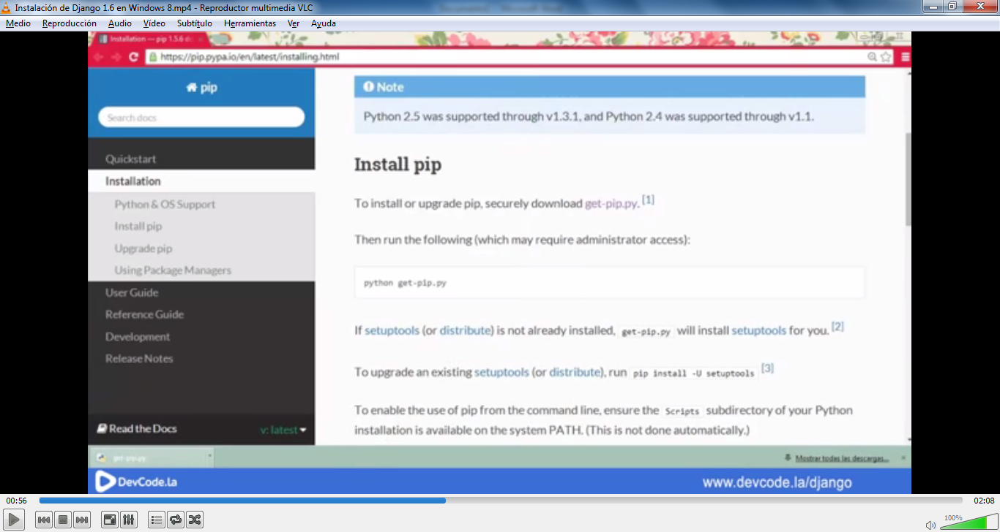 Instalación de Django 1.6 en Windows 8.mp4 - Reproductor multimedia VLC
Medio Reproducción Audio Vídeo Subtítulo Herramientas Ver Ayuda
Installation — pip 1.5.6 do
https://pip.pypa.io/en/latest/installing.html
pip
Search docs
Quickstart
Installation
Python & OS Support
Install pip
Upgrade pip
Using Package Managers
User Guide
Reference Guide
Development
Release Notes
Read the Docs
v: latest
Note
Python 2.5 was supported through v1.3.1, and Python 2.4 was supported through v1.1.
Install pip
To install or upgrade pip, securely download get-pip.py. [1]
Then run the following (which may require administrator access):
python get-pip.py
If setuptools (or distribute) is not already installed, get-pip.py will install setuptools for you. [2]
To upgrade an existing setuptools (or distribute), run pip install -U setuptools [3]
To enable the use of pip from the command line, ensure the Scripts subdirectory of your Python
installation is available on the system PATH. (This is not done automatically.)
get-pip.py
Mostrar todas las descargas...
DevCode.la
www.devcode.la/django
00:56
02:08
100%